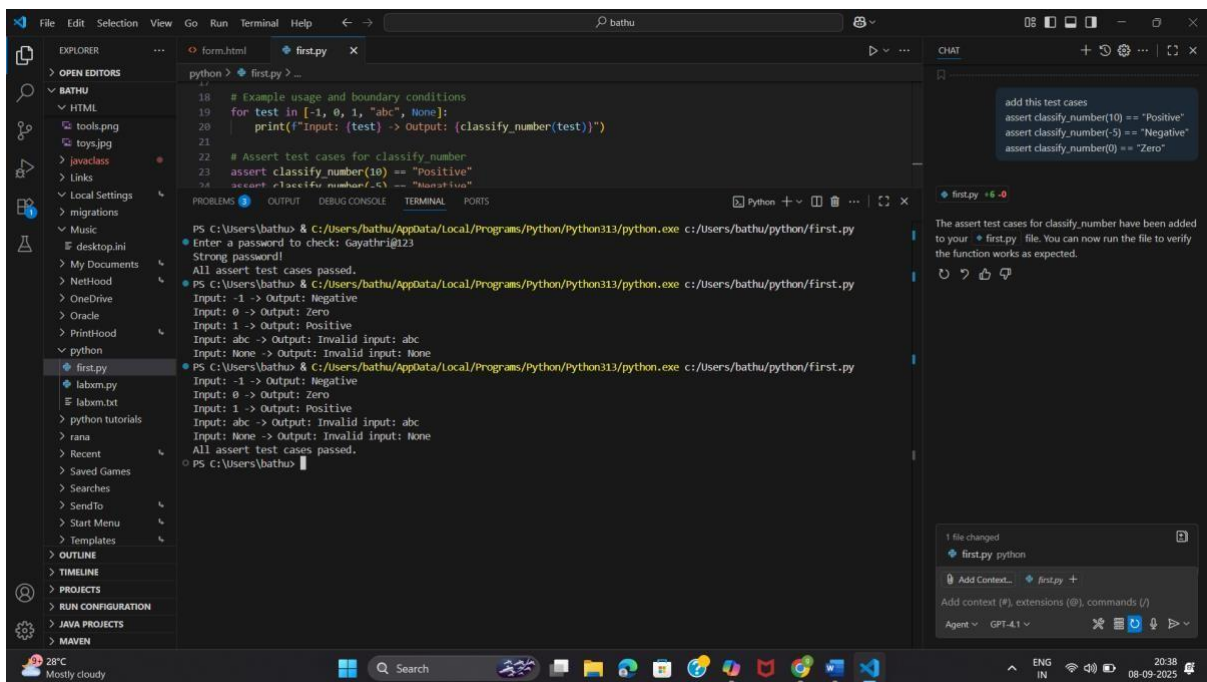 File Edit Selection View Go Run Terminal Help
bathu
EXPLORER
OPEN EDITORS
BATHU
HTML
tools.png
toys.jpg
javaclass
Links
Local Settings
migrations
Music
desktop.ini
My Documents
NetHood
OneDrive
Oracle
PrintHood
python
first.py
labxm.py
labxm.txt
python tutorials
rana
Recent
Saved Games
Searches
SendTo
Start Menu
Templates
OUTLINE
TIMELINE
PROJECTS
RUN CONFIGURATION
JAVA PROJECTS
MAVEN
form.html first.py
python > first.py > ...
17
18 # Example usage and boundary conditions
19 for test in [-1, 0, 1, "abc", None]:
20 print(f"Input: {test} -> Output: {classify_number(test)}")
21
22 # Assert test cases for classify_number
23 assert classify_number(10) == "Positive"
24 assert classify_number(-5) == "Negative"
PROBLEMS 3 OUTPUT DEBUG CONSOLE TERMINAL PORTS Python
PS C:\Users\bathu> & C:/Users/bathu/AppData/Local/Programs/Python/Python313/python.exe c:/Users/bathu/python/first.py
Enter a password to check: Gayathri@123
Strong password!
All assert test cases passed.
PS C:\Users\bathu> & C:/Users/bathu/AppData/Local/Programs/Python/Python313/python.exe c:/Users/bathu/python/first.py
Input: -1 -> Output: Negative
Input: 0 -> Output: Zero
Input: 1 -> Output: Positive
Input: abc -> Output: Invalid input: abc
Input: None -> Output: Invalid input: None
PS C:\Users\bathu> & C:/Users/bathu/AppData/Local/Programs/Python/Python313/python.exe c:/Users/bathu/python/first.py
Input: -1 -> Output: Negative
Input: 0 -> Output: Zero
Input: 1 -> Output: Positive
Input: abc -> Output: Invalid input: abc
Input: None -> Output: Invalid input: None
All assert test cases passed.
PS C:\Users\bathu>
CHAT
add this test cases
assert classify_number(10) == "Positive"
assert classify_number(-5) == "Negative"
assert classify_number(0) == "Zero"
first.py +6 -0
The assert test cases for classify_number have been added
to your first.py file. You can now run the file to verify
the function works as expected.
1 file changed
first.py python
Add Context... first.py +
Add context (#), extensions (@), commands (/)
Agent GPT-4.1
28°C
Mostly cloudy
Search
ENG
IN
20:38
08-09-2025